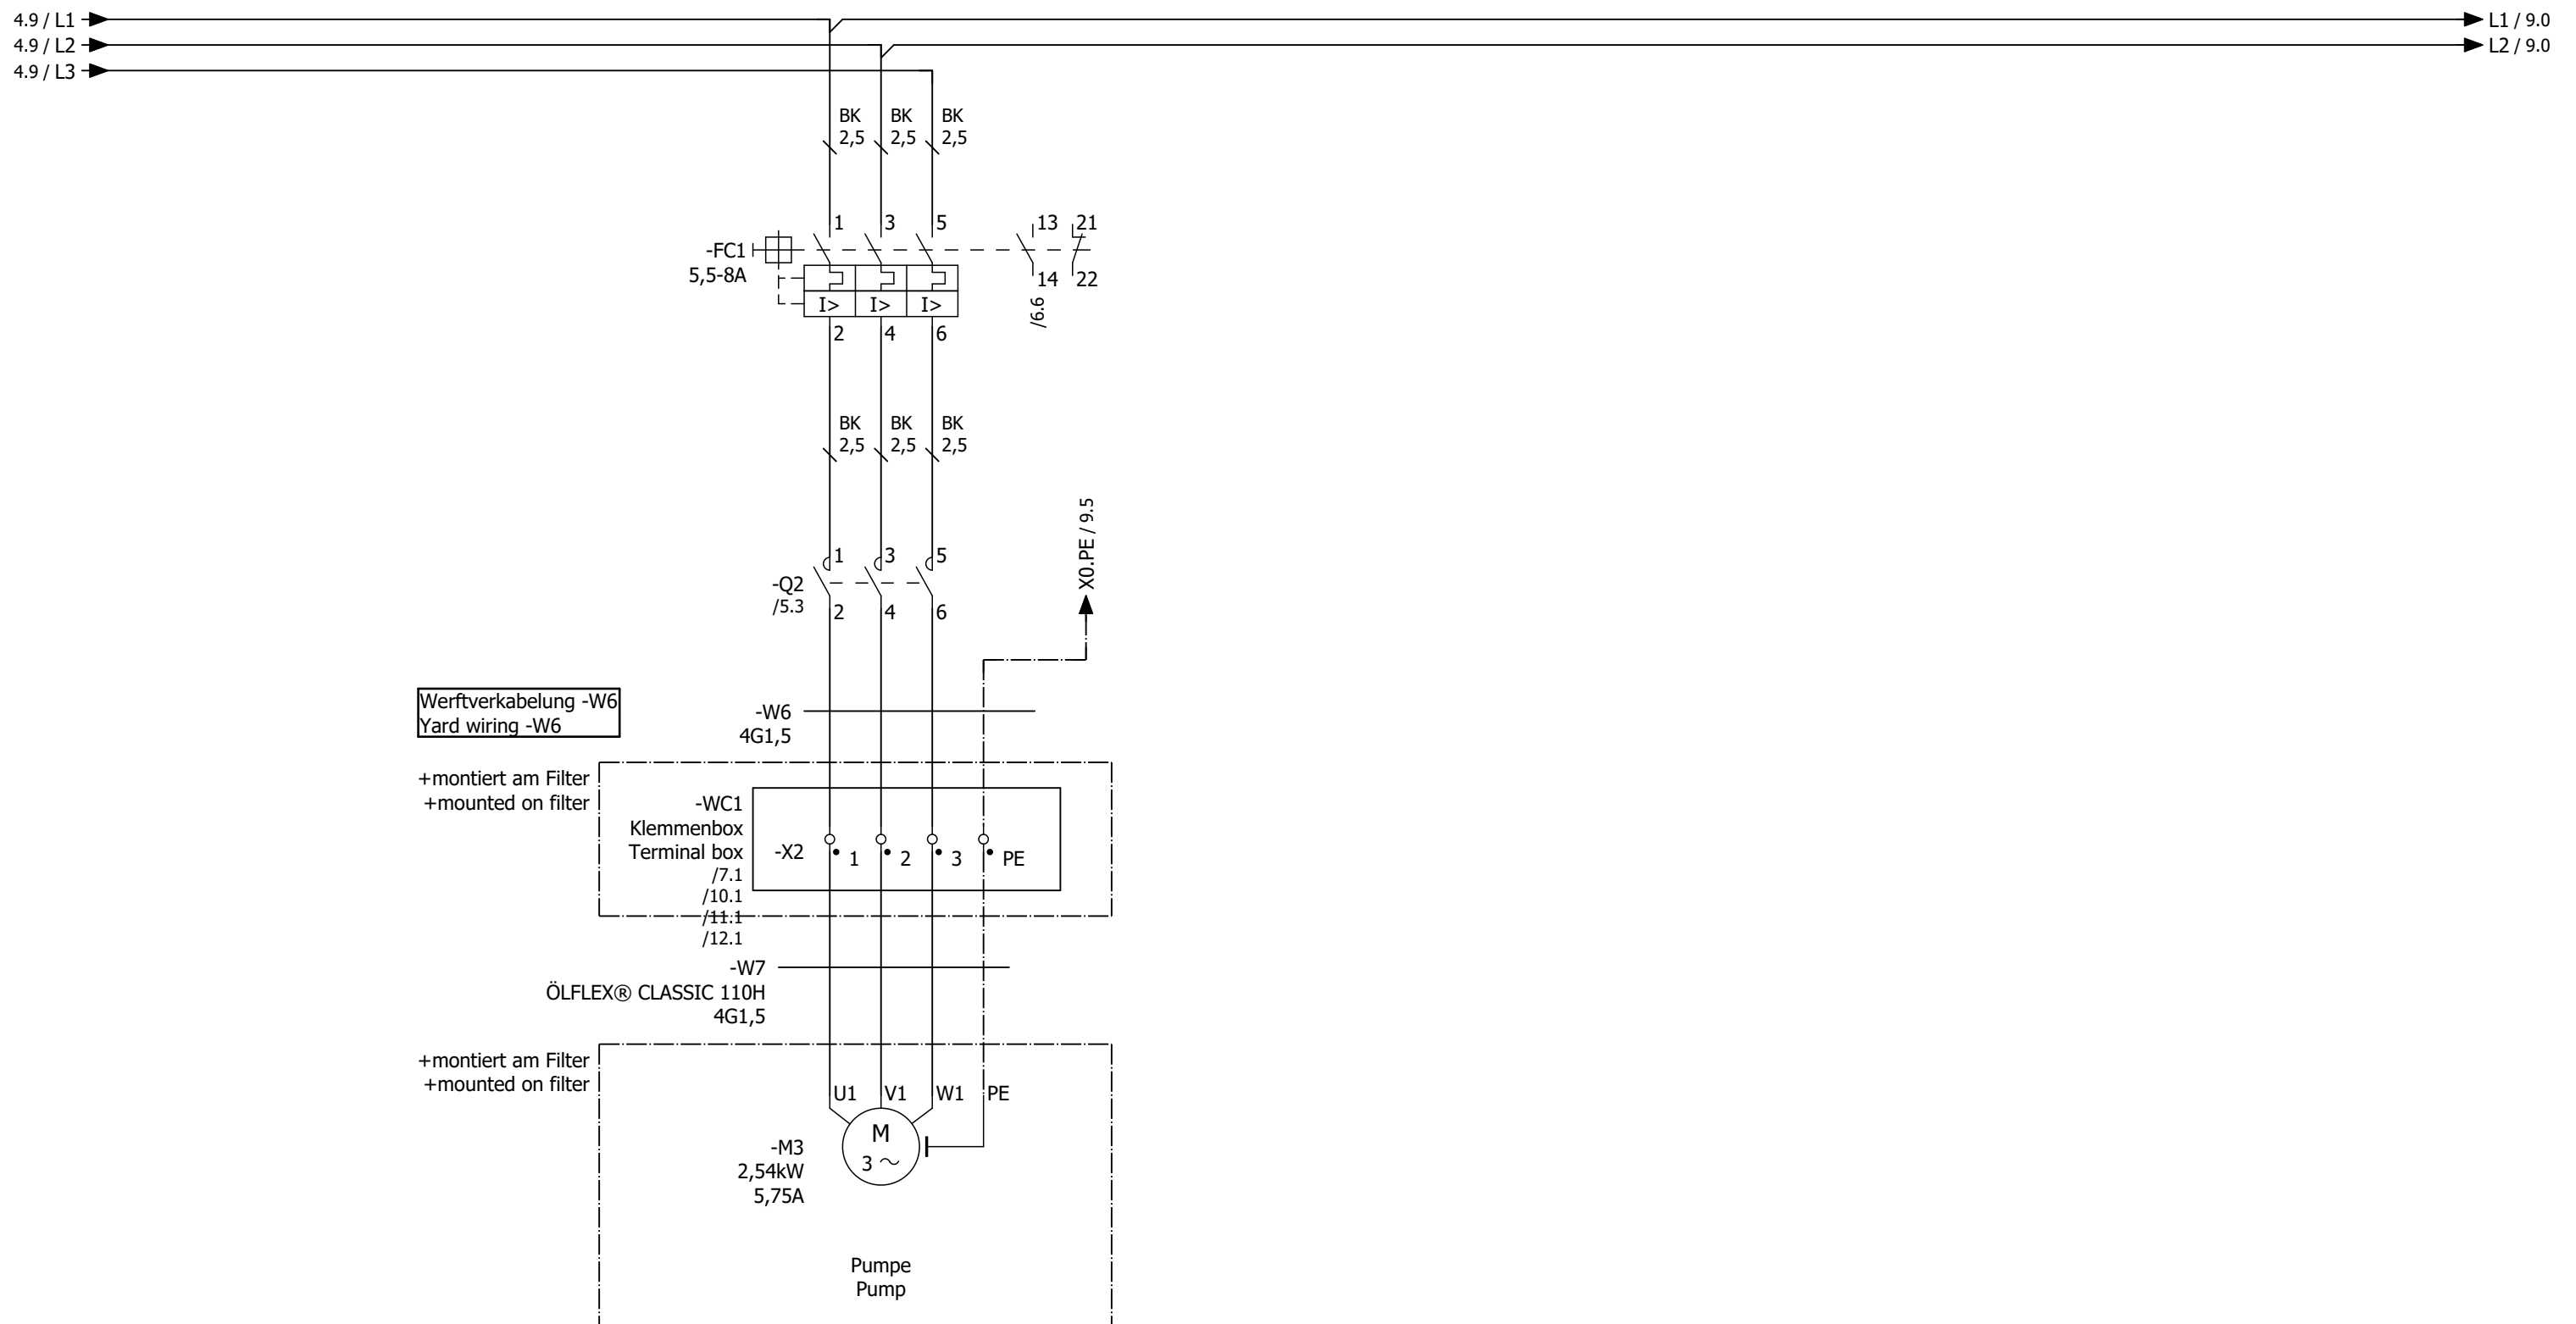 4.9 / L1
L1 / 9.0
4.9 / L2
L2 / 9.0
4.9 / L3
BK BK BK
2,5 2,5 2,5
1 3 5 13 21
-FC1
5,5-8A
14 22
I> I> I>
/6.6
2 4 6
BK BK BK
2,5 2,5 2,5
X0.PE / 9.5
1 3 5
-Q2
/5.3
2 4 6
Werftverkabelung -W6
Yard wiring -W6
-W6
4G1,5
+montiert am Filter
+mounted on filter
-WC1
Klemmenbox
Terminal box
/7.1
/10.1
/11.1
/12.1
-X2 1 2 3 PE
-W7
ÖLFLEX® CLASSIC 110H
4G1,5
+montiert am Filter
+mounted on filter
U1 V1 W1 PE
M
3 ~
-M3
2,54kW
5,75A
Pumpe
Pump